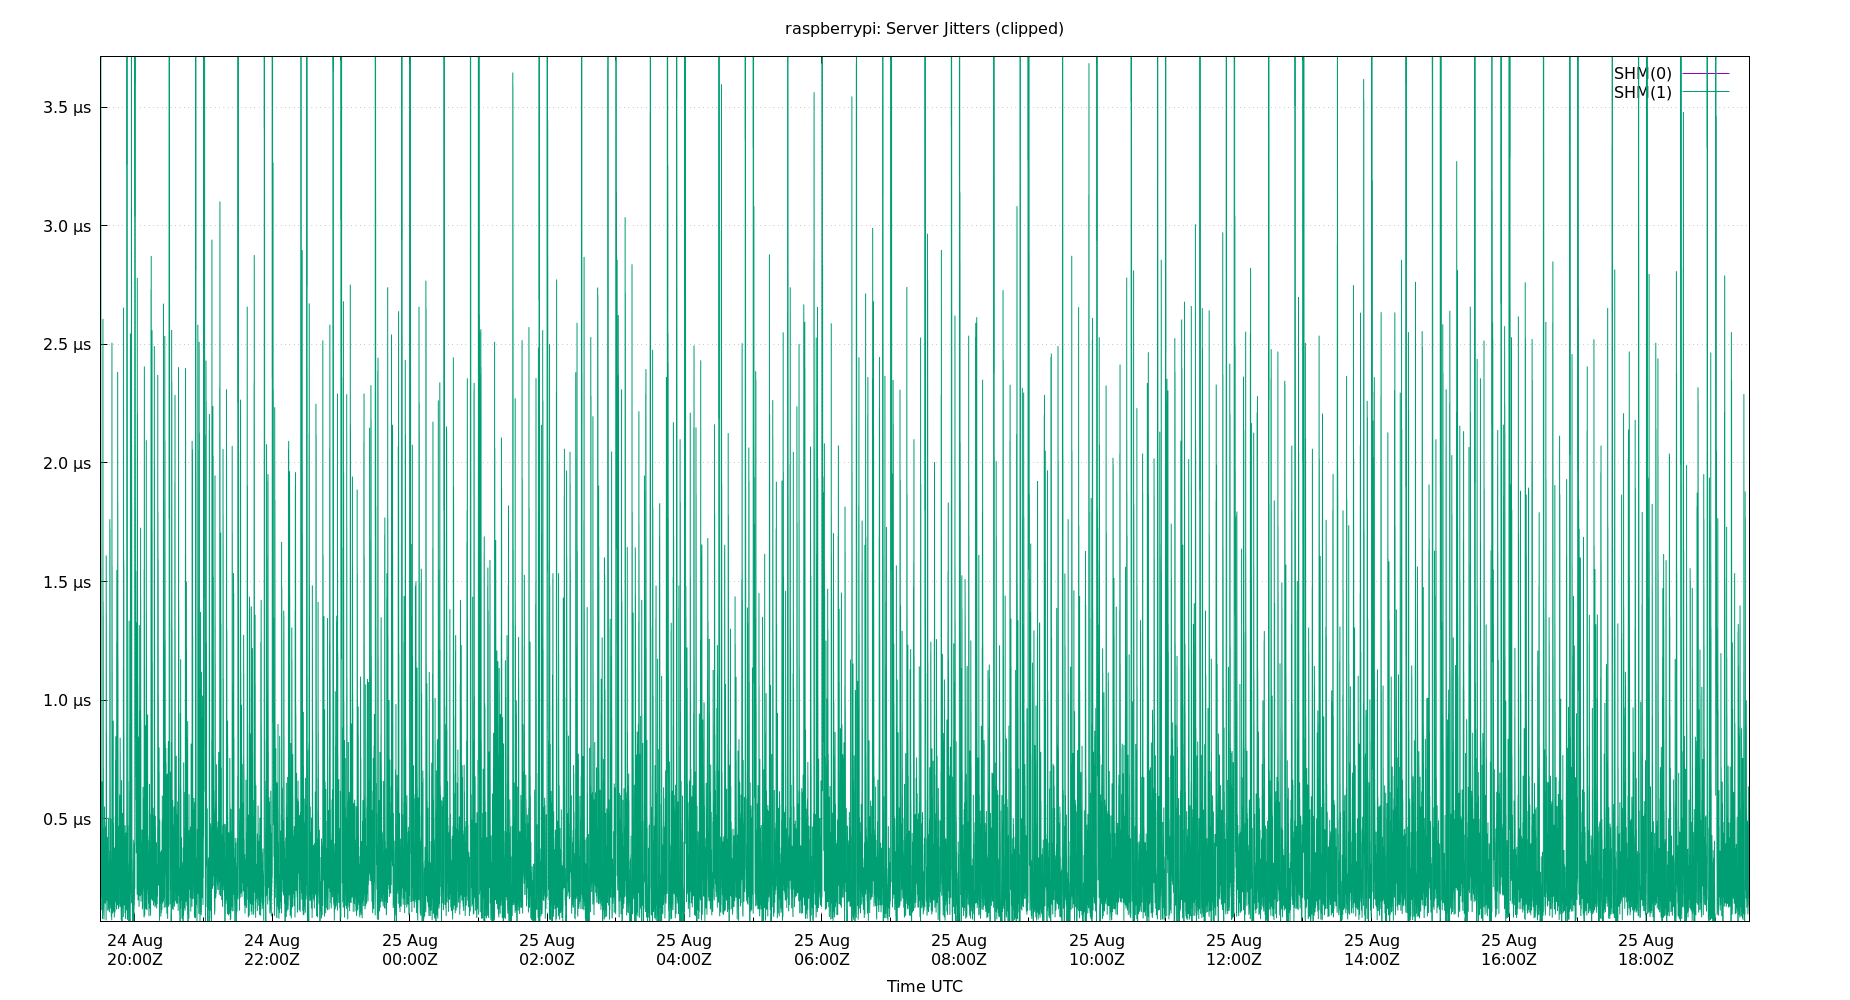 raspberrypi: Server Jitters (clipped)
SHM(0)
SHM(1)
3.5 µs
3.0 µs
2.5 µs
2.0 µs
1.5 µs
1.0 µs
0.5 µs
24 Aug 24 Aug 25 Aug 25 Aug 25 Aug 25 Aug 25 Aug 25 Aug 25 Aug 25 Aug 25 Aug 25 Aug
20:00Z 22:00Z 00:00Z 02:00Z 04:00Z 06:00Z 08:00Z 10:00Z 12:00Z 14:00Z 16:00Z 18:00Z
Time UTC